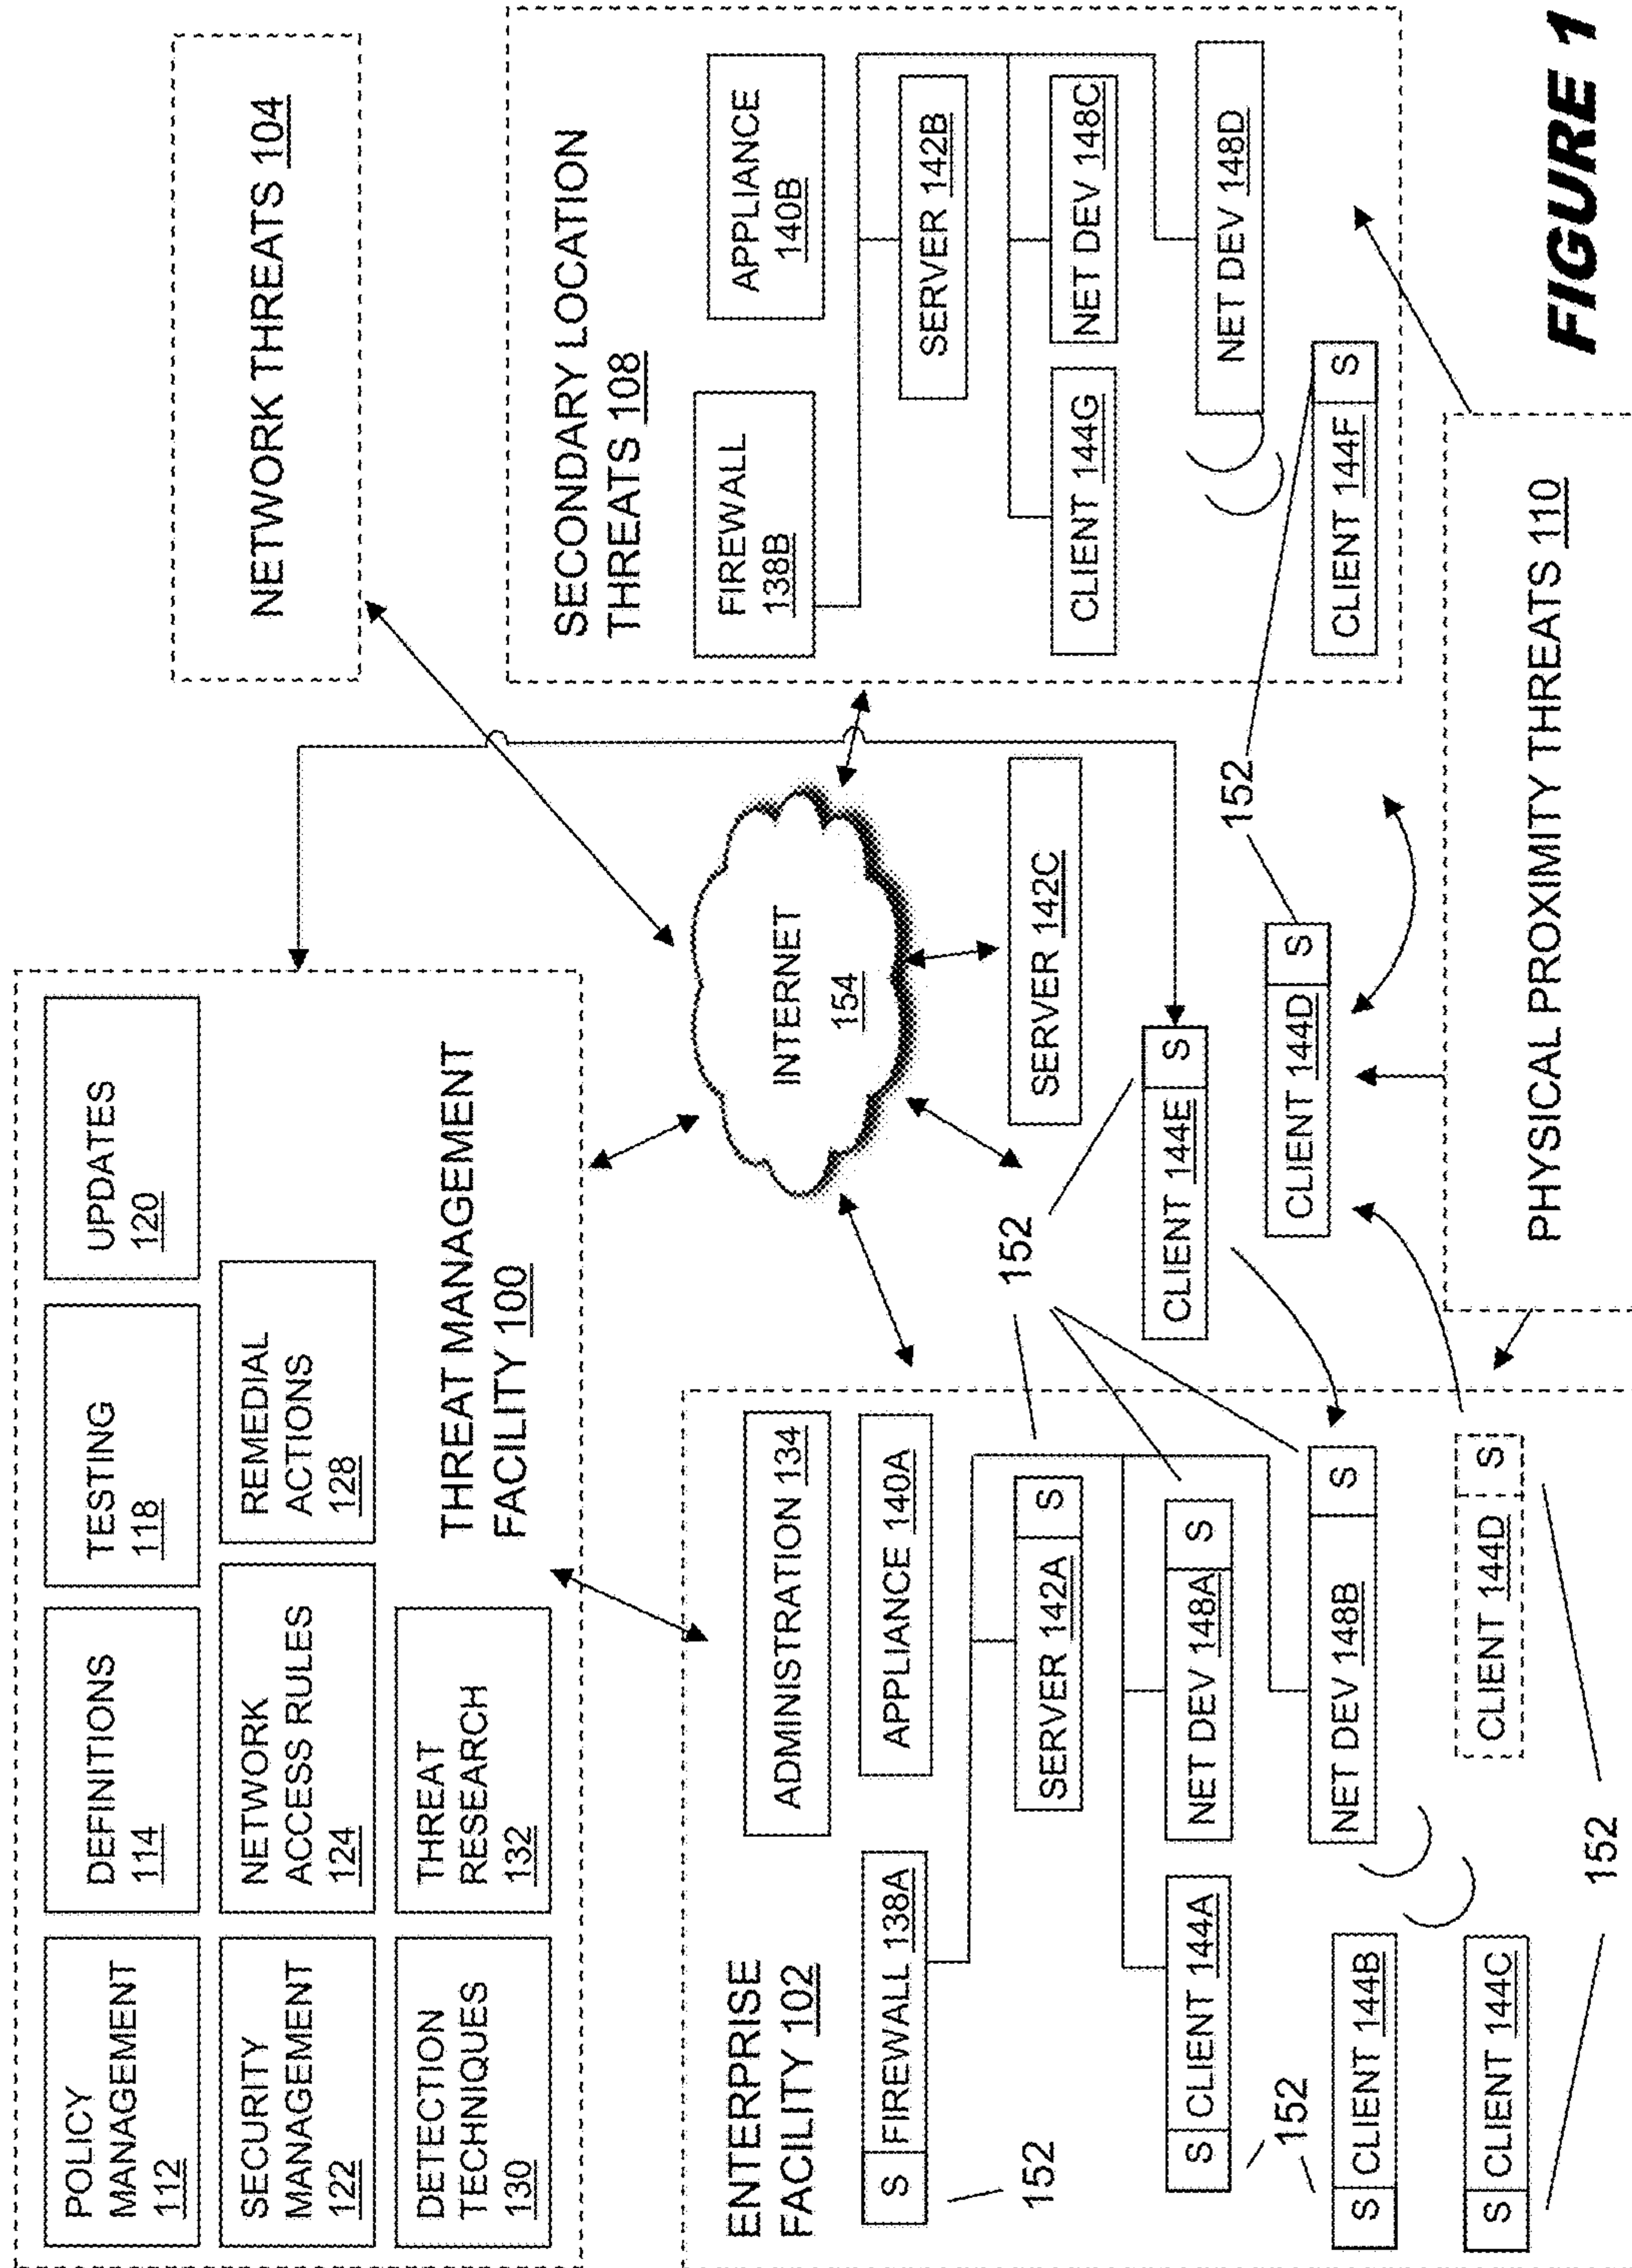 POLICY
MANAGEMENT
112
DEFINITIONS
114
TESTING
118
UPDATES
120
SECURITY
MANAGEMENT
122
NETWORK
ACCESS RULES
124
REMEDIAL
ACTIONS
128
DETECTION
TECHNIQUES
130
THREAT
RESEARCH
132
THREAT MANAGEMENT
FACILITY 100
NETWORK THREATS 104
INTERNET
154
SERVER 142C
SECONDARY LOCATION
THREATS 108
FIREWALL
138B
APPLIANCE
140B
SERVER 142B
CLIENT 144G
NET DEV 148C
NET DEV 148D
CLIENT 144F S
ENTERPRISE
FACILITY 102
ADMINISTRATION 134
S FIREWALL 138A
APPLIANCE 140A
152
SERVER 142A S
152
S CLIENT 144A
NET DEV 148A S
CLIENT 144E S
152
152
S CLIENT 144B
NET DEV 148B S
CLIENT 144D S
S CLIENT 144C
CLIENT 144D S
152
PHYSICAL PROXIMITY THREATS 110
FIGURE 1